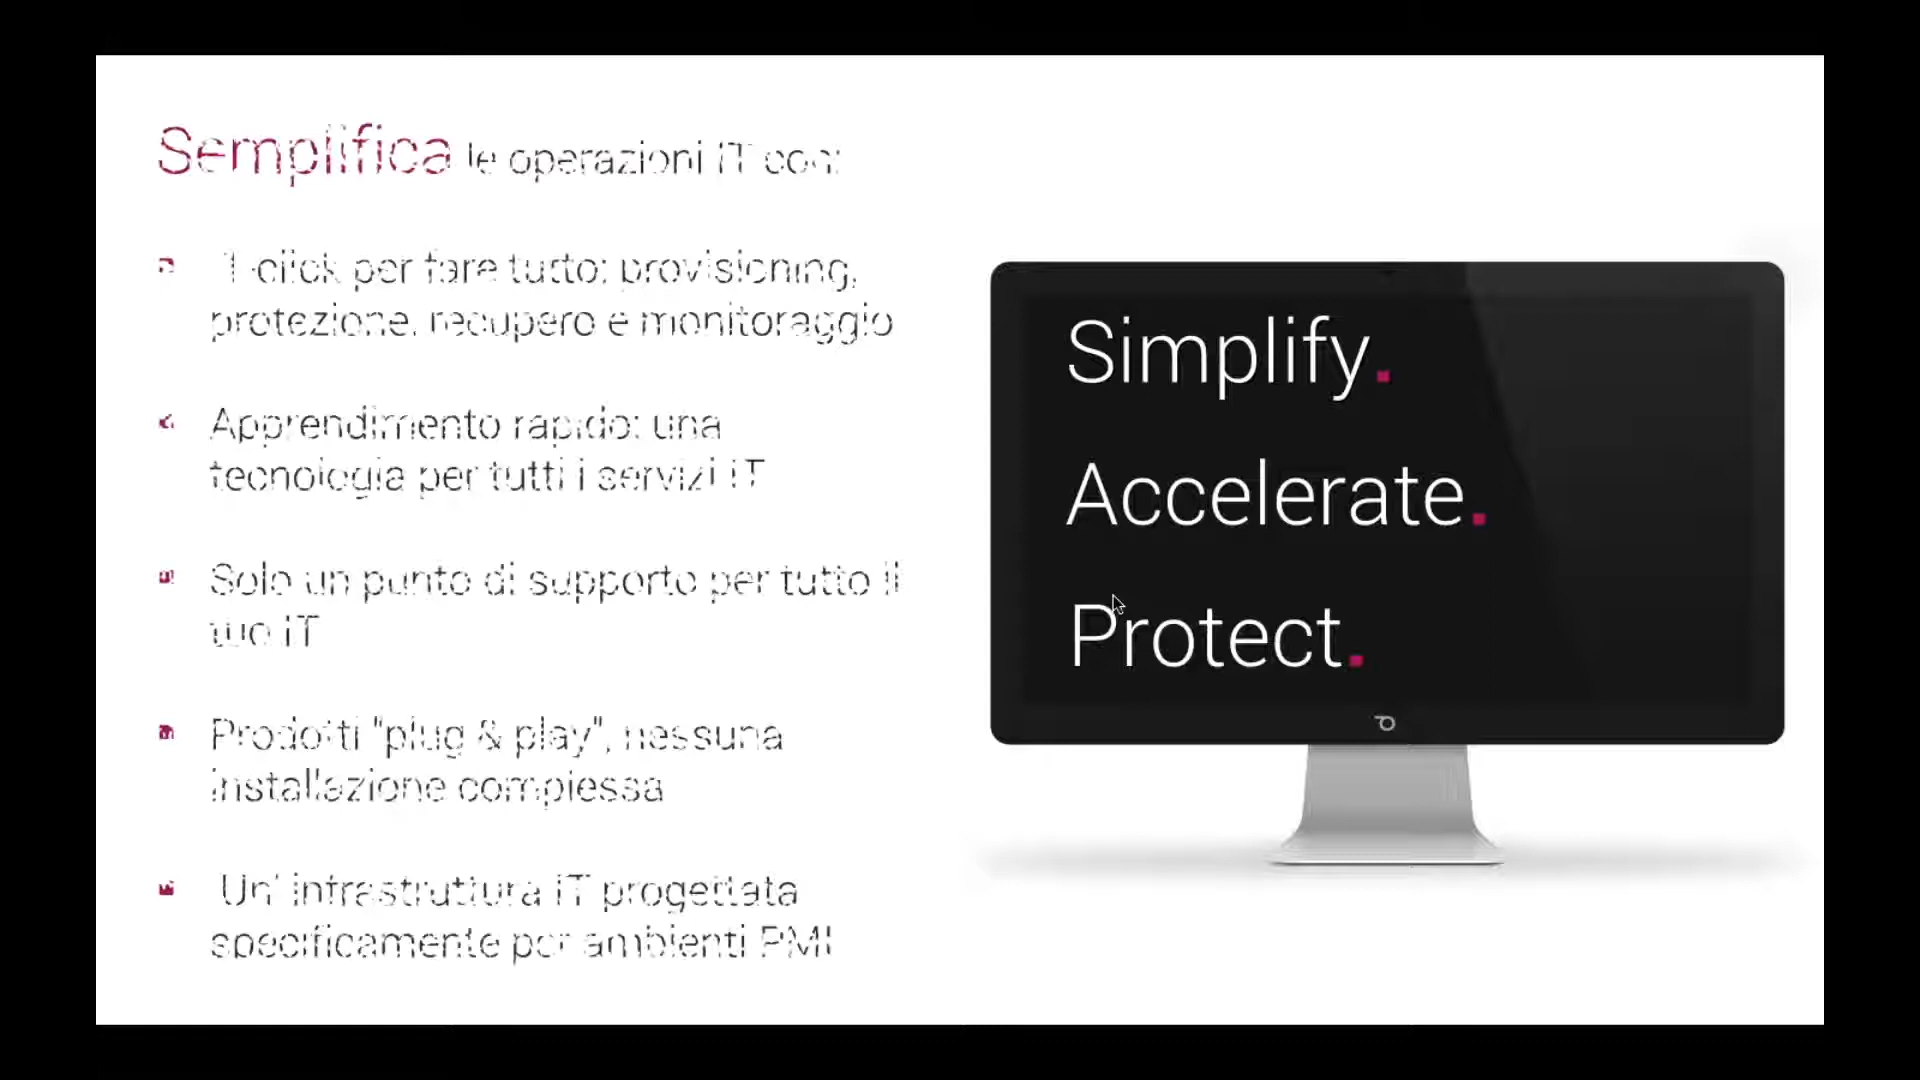 Semplifica le operazioni IT con:
1-click per fare tutto: provisioning,
protezione, recupero e monitoraggio
Apprendimento rapido: una
tecnologia per tutti i servizi IT
Solo un punto di supporto per tutto il
tuo IT
Prodotti "plug & play", nessuna
installazione complessa
Un' infrastruttura IT progettata
specificamente per ambienti PMI
Simplify.
Accelerate.
Protect.